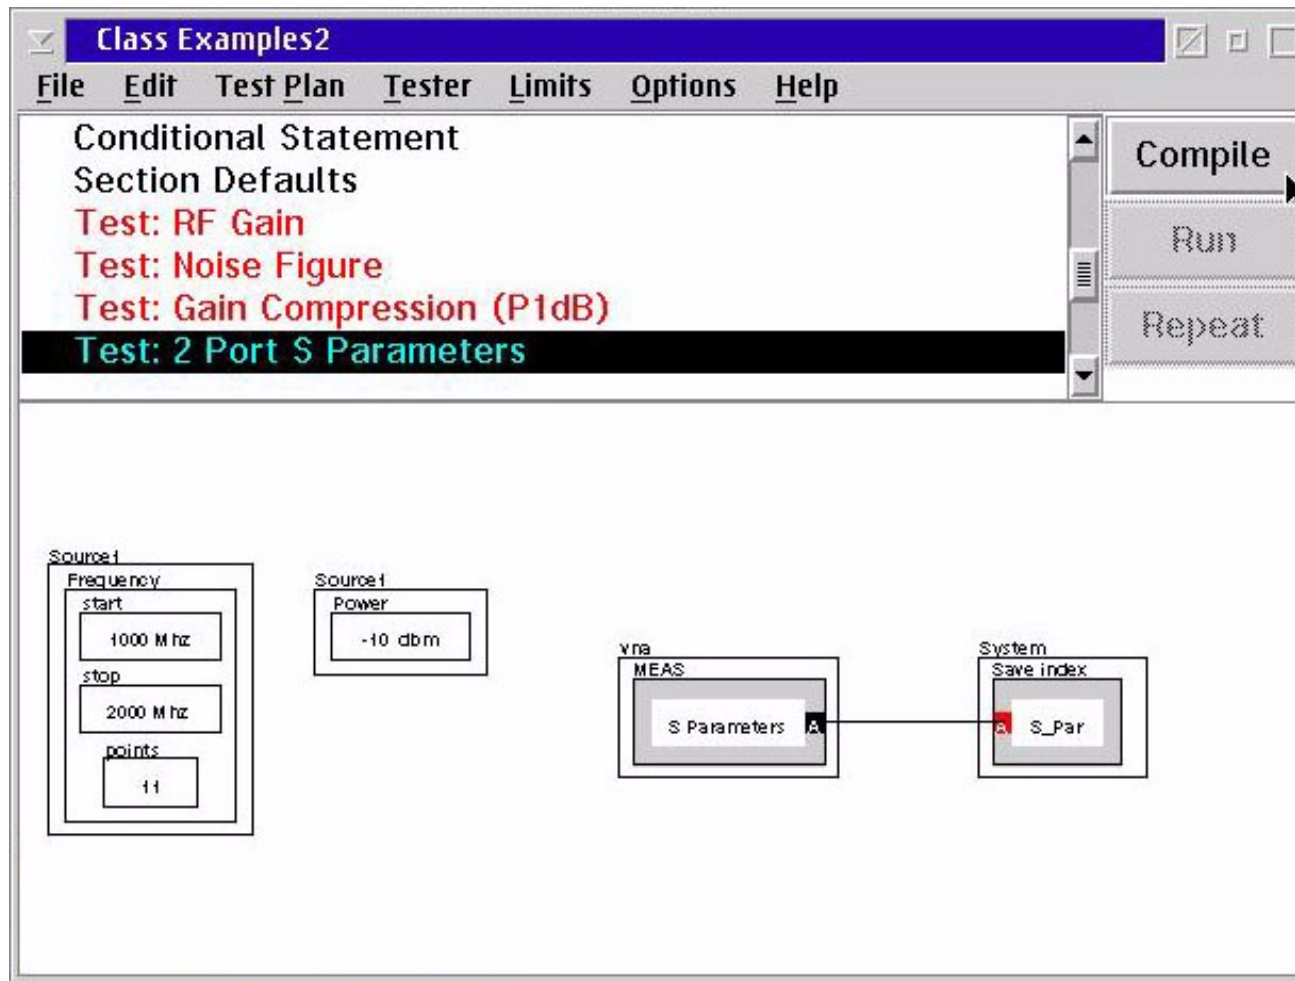 Class Examples2
File Edit Test Plan Tester Limits Options Help
Conditional Statement
Section Defaults
Test: RF Gain
Test: Noise Figure
Test: Gain Compression (P1dB)
Test: 2 Port S Parameters
Compile
Run
Repeat
Source1
Frequency
start
1000 Mhz
stop
2000 Mhz
points
11
Source1
Power
-10 dbm
vna
MEAS
S Parameters A
System
Save index
a S_Par